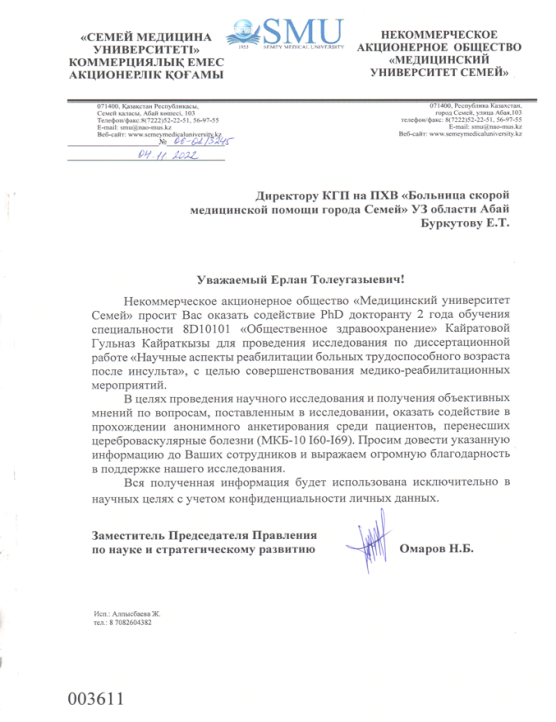 «СЕМЕЙ МЕДИЦИНА
УНИВЕРСИТЕТІ»
КОММЕРЦИЯЛЫҚ ЕМЕС
АКЦИОНЕРЛІК ҚОҒАМЫ
SMU
SEMEY MEDICAL UNIVERSITY
НЕКОММЕРЧЕСКОЕ
АКЦИОНЕРНОЕ ОБЩЕСТВО
«МЕДИЦИНСКИЙ
УНИВЕРСИТЕТ СЕМЕЙ»
071400, Қазақстан Республикасы,
Семей қаласы, Абай көшесі, 103
Телефон/факс:8(7222)52-22-51, 56-97-55
E-mail: smu@nao-mus.kz
Веб-сайт: www.semeymedicaluniversity.kz
071400, Республика Казахстан,
город Семей, улица Абая,103
телефон/факс: 8(7222)52-22-51, 56-97-55
E-mail: smu@nao-mus.kz
Веб-сайт: www.semeymedicaluniversity.kz
№ 06-01/3245
04.11.2022
Директору КГП на ПХВ «Больница скорой
медицинской помощи города Семей» УЗ области Абай
Буркутову Е.Т.
Уважаемый Ерлан Толеугазыевич!
Некоммерческое акционерное общество «Медицинский университет
Семей» просит Вас оказать содействие PhD докторанту 2 года обучения
специальности 8D10101 «Общественное здравоохранение» Кайратовой
Гульназ Кайраткызы для проведения исследования по диссертационной
работе «Научные аспекты реабилитации больных трудоспособного возраста
после инсульта», с целью совершенствования медико-реабилитационных
мероприятий.
В целях проведения научного исследования и получения объективных
мнений по вопросам, поставленным в исследовании, оказать содействие в
прохождении анонимного анкетирования среди пациентов, перенесших
цереброваскулярные болезни (МКБ-10 I60-I69). Просим довести указанную
информацию до Ваших сотрудников и выражаем огромную благодарность
в поддержке нашего исследования.
Вся полученная информация будет использована исключительно в
научных целях с учетом конфиденциальности личных данных.
Заместитель Председателя Правления
по науке и стратегическому развитию
Омаров Н.Б.
Исп.: Алпысбаева Ж.
тел.: 8 7082604382
003611